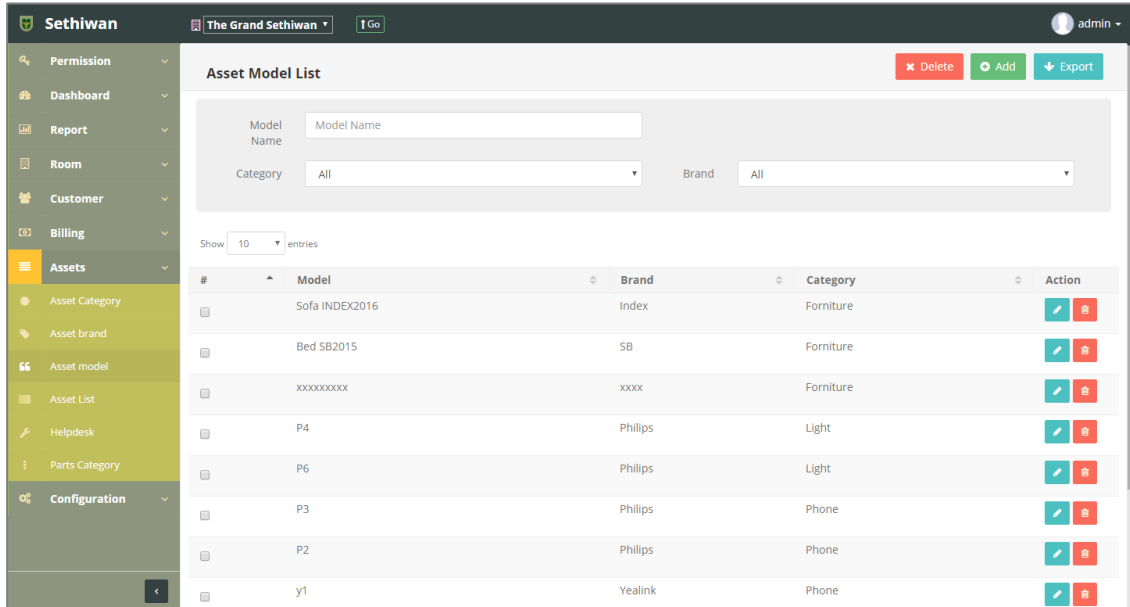 Sethiwan
The Grand Sethiwan
Go
admin
Permission
Dashboard
Report
Room
Customer
Billing
Assets
Asset Category
Asset brand
Asset model
Asset List
Helpdesk
Parts Category
Configuration
Asset Model List
Delete Add Export
Model Name Model Name
Category All Brand All
Show 10 entries
# Model Brand Category Action
Sofa INDEX2016 Index Forniture
Bed SB2015 SB Forniture
xxxxxxxxx xxxx Forniture
P4 Philips Light
P6 Philips Light
P3 Philips Phone
P2 Philips Phone
y1 Yealink Phone